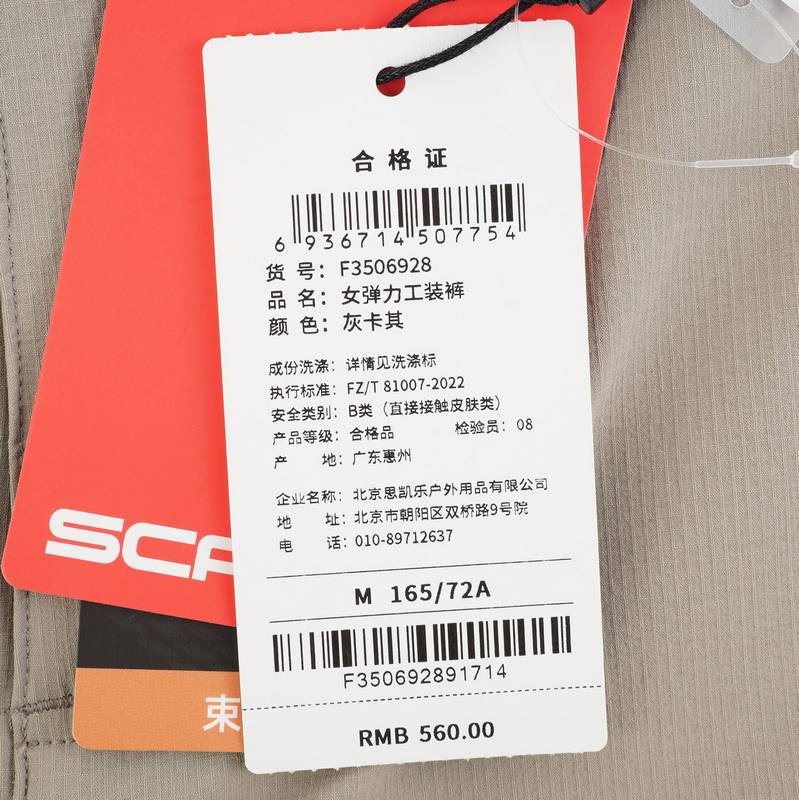 合格证
6 936714 507754
货 号：F3506928
品 名：女弹力工装裤
颜 色：灰卡其
成份洗涤：详情见洗涤标
执行标准：FZ/T 81007-2022
安全类别：B类（直接接触皮肤类）
产品等级：合格品 检验员：08
产 地：广东惠州
企业名称：北京思凯乐户外用品有限公司
地 址：北京市朝阳区双桥路9号院
电 话：010-89712637
SCA
M 165/72A
F350692891714
束
RMB 560.00